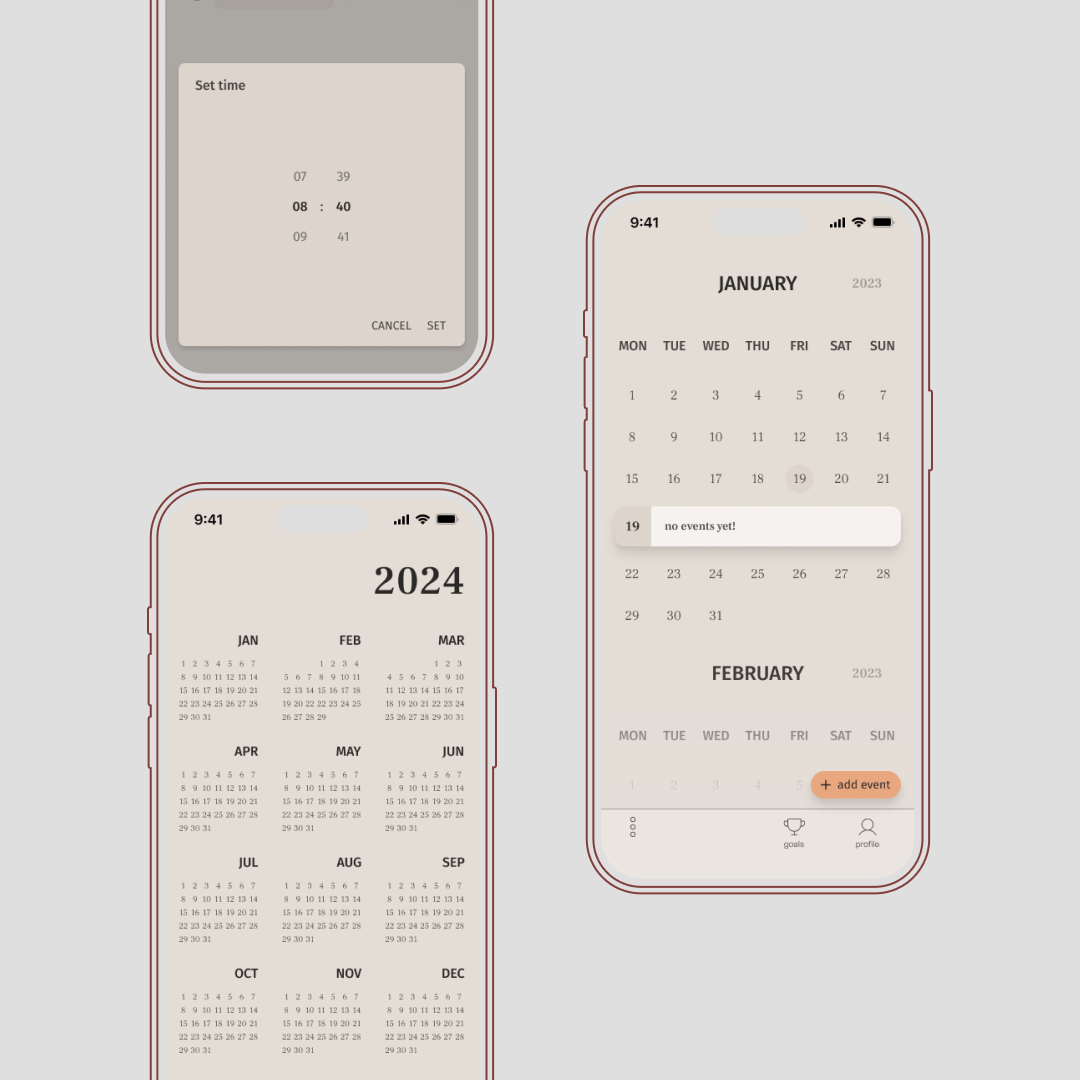 Set time
07 39
08 : 40
09 41
CANCEL SET
9:41
2024
JAN FEB MAR
1 2 3 4 5 6 7 1 2 3 4 1 2 3
8 9 10 11 12 13 14 5 6 7 8 9 10 11 4 5 6 7 8 9 10
15 16 17 18 19 20 21 12 13 14 15 16 17 18 11 12 13 14 15 16 17
22 23 24 25 26 27 28 19 20 22 22 23 24 25 18 19 20 21 22 23 24
29 30 31 26 27 28 29 25 26 27 28 29 30 31
APR MAY JUN
1 2 3 4 5 6 7 1 2 3 4 5 6 7 1 2 3 4 5 6 7
8 9 10 11 12 13 14 8 9 10 11 12 13 14 8 9 10 11 12 13 14
15 16 17 18 19 20 21 15 16 17 18 19 20 21 15 16 17 18 19 20 21
22 23 24 25 26 27 28 22 23 24 25 26 27 28 22 23 24 25 26 27 28
29 30 31 29 30 31 29 30 31
JUL AUG SEP
1 2 3 4 5 6 7 1 2 3 4 5 6 7 1 2 3 4 5 6 7
8 9 10 11 12 13 14 8 9 10 11 12 13 14 8 9 10 11 12 13 14
15 16 17 18 19 20 21 15 16 17 18 19 20 21 15 16 17 18 19 20 21
22 23 24 25 26 27 28 22 23 24 25 26 27 28 22 23 24 25 26 27 28
29 30 31 29 30 31 29 30 31
OCT NOV DEC
1 2 3 4 5 6 7 1 2 3 4 5 6 7 1 2 3 4 5 6 7
8 9 10 11 12 13 14 8 9 10 11 12 13 14 8 9 10 11 12 13 14
15 16 17 18 19 20 21 15 16 17 18 19 20 21 15 16 17 18 19 20 21
22 23 24 25 26 27 28 22 23 24 25 26 27 28 22 23 24 25 26 27 28
29 30 31 29 30 31 29 30 31
9:41
JANUARY 2023
MON TUE WED THU FRI SAT SUN
1 2 3 4 5 6 7
8 9 10 11 12 13 14
15 16 17 18 19 20 21
19 no events yet!
22 23 24 25 26 27 28
29 30 31
FEBRUARY 2023
MON TUE WED THU FRI SAT SUN
1 2 3 4 5
+ add event
goals profile